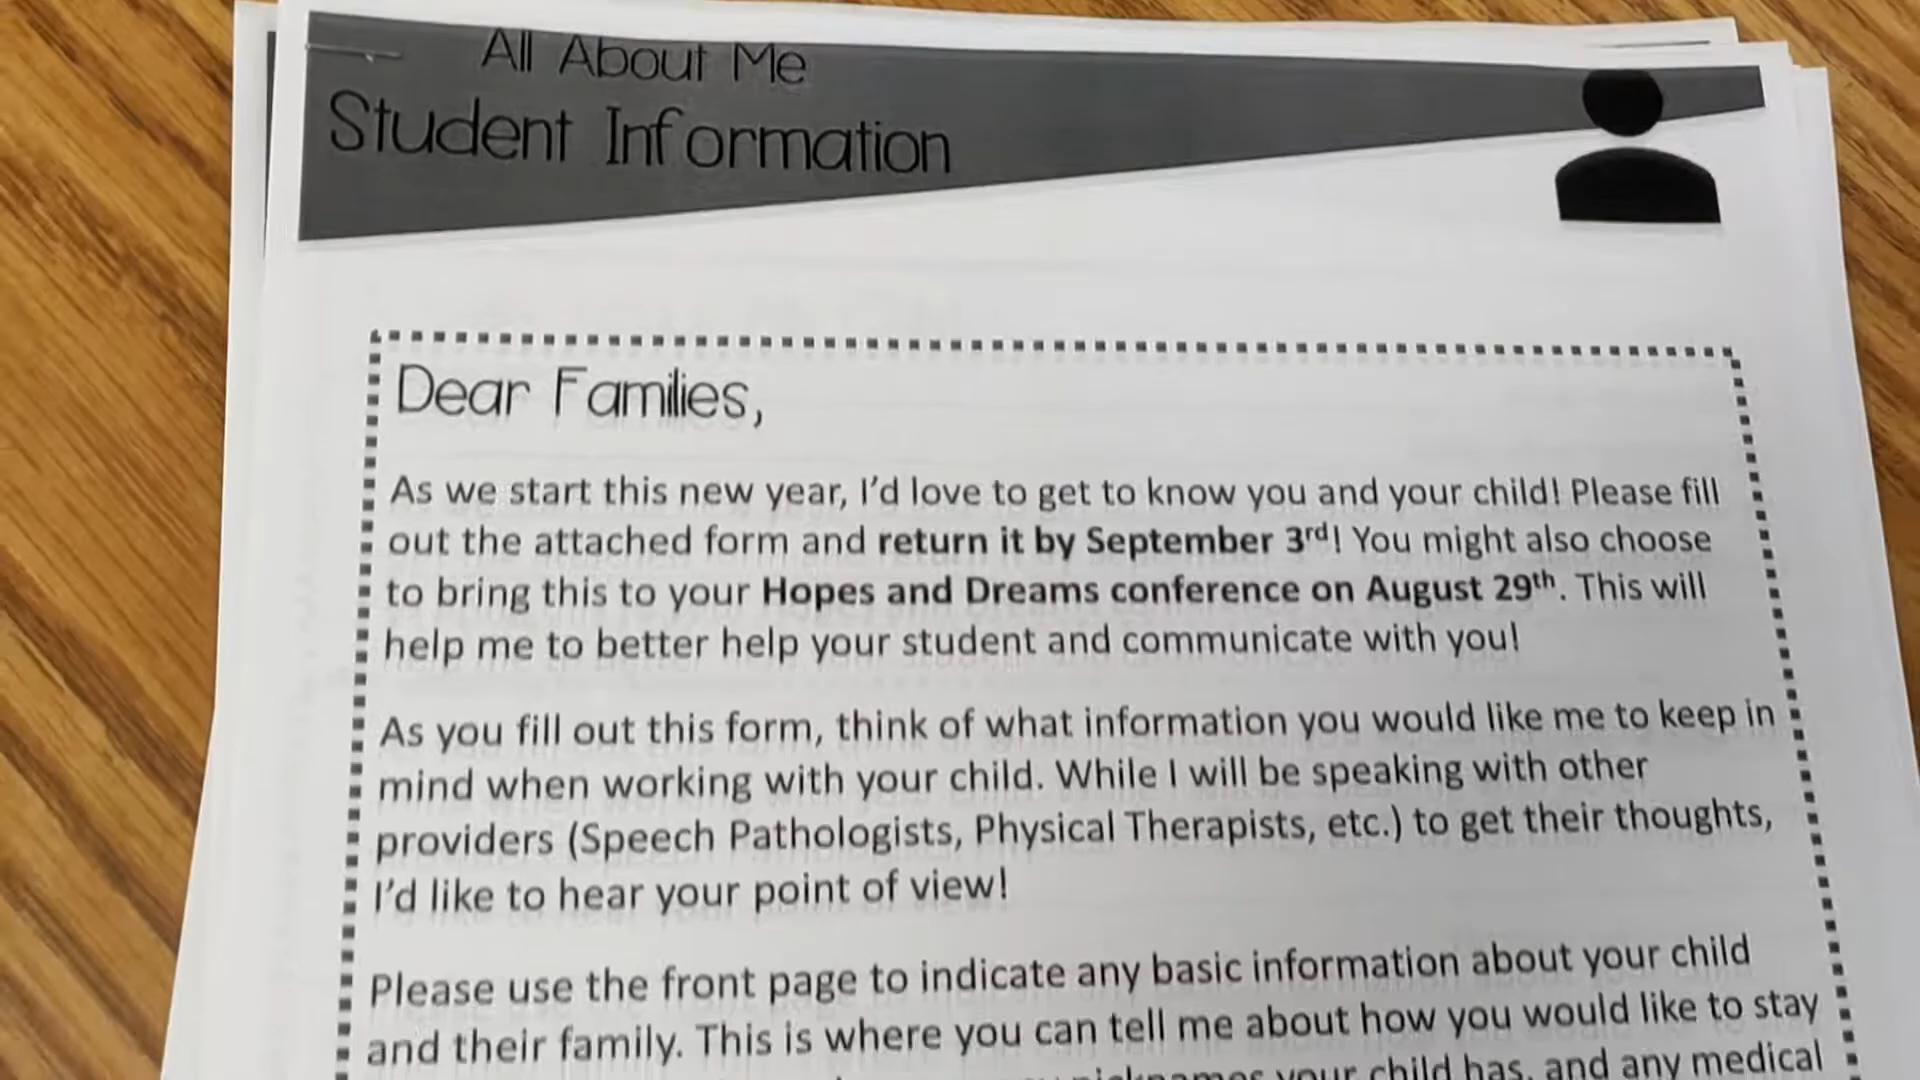 All About Me
Student Information
Dear Families,
As we start this new year, I'd love to get to know you and your child! Please fill
out the attached form and return it by September 3rd! You might also choose
to bring this to your Hopes and Dreams conference on August 29th. This will
help me to better help your student and communicate with you!
As you fill out this form, think of what information you would like me to keep in
mind when working with your child. While I will be speaking with other
providers (Speech Pathologists, Physical Therapists, etc.) to get their thoughts,
I'd like to hear your point of view!
Please use the front page to indicate any basic information about your child
and their family. This is where you can tell me about how you would like to stay
nicknames your child has, and any medical